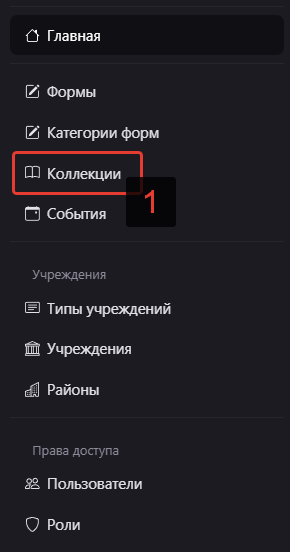 Главная
Формы
Категории форм
Коллекции
1
События
Учреждения
Типы учреждений
Учреждения
Районы
Права доступа
Пользователи
Роли